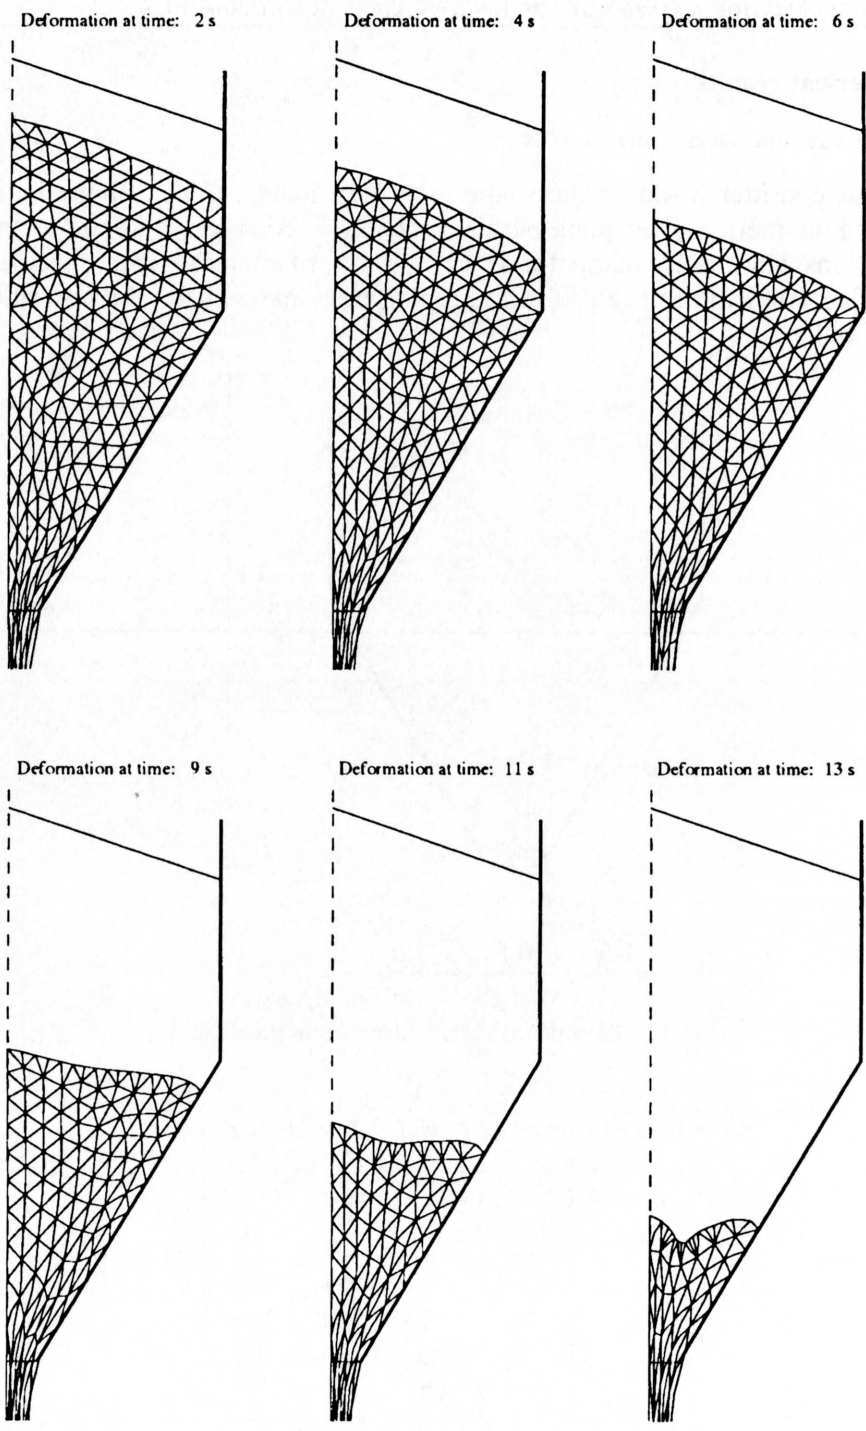 Deformation at time: 2 s
Deformation at time: 4 s
Deformation at time: 6 s
Deformation at time: 9 s
Deformation at time: 11 s
Deformation at time: 13 s